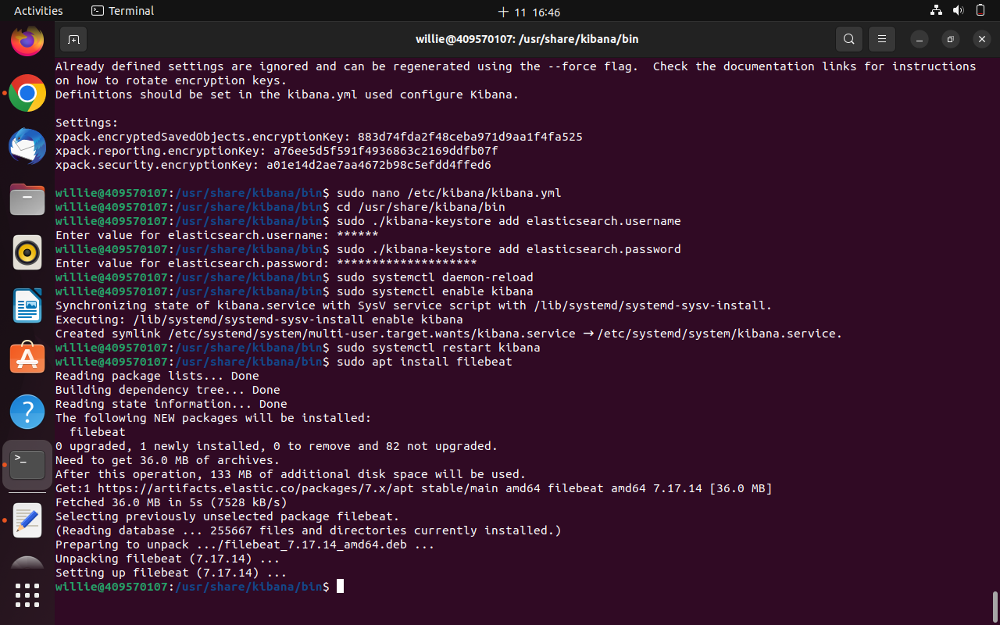 Activities
Terminal
十 11 16:46
willie@409570107: /usr/share/kibana/bin
Already defined settings are ignored and can be regenerated using the --force flag.  Check the documentation links for instructions
on how to rotate encryption keys.
Definitions should be set in the kibana.yml used configure Kibana.
Settings:
xpack.encryptedSavedObjects.encryptionKey: 883d74fda2f48ceba971d9aa1f4fa525
xpack.reporting.encryptionKey: a76ee5d5f591f4936863c2169ddfb07f
xpack.security.encryptionKey: a01e14d2ae7aa4672b98c5efdd4ffed6
willie@409570107:/usr/share/kibana/bin$ sudo nano /etc/kibana/kibana.yml
willie@409570107:/usr/share/kibana/bin$ cd /usr/share/kibana/bin
willie@409570107:/usr/share/kibana/bin$ sudo ./kibana-keystore add elasticsearch.username
Enter value for elasticsearch.username: ******
willie@409570107:/usr/share/kibana/bin$ sudo ./kibana-keystore add elasticsearch.password
Enter value for elasticsearch.password: ********************
willie@409570107:/usr/share/kibana/bin$ sudo systemctl daemon-reload
willie@409570107:/usr/share/kibana/bin$ sudo systemctl enable kibana
Synchronizing state of kibana.service with SysV service script with /lib/systemd/systemd-sysv-install.
Executing: /lib/systemd/systemd-sysv-install enable kibana
Created symlink /etc/systemd/system/multi-user.target.wants/kibana.service → /etc/systemd/system/kibana.service.
willie@409570107:/usr/share/kibana/bin$ sudo systemctl restart kibana
willie@409570107:/usr/share/kibana/bin$ sudo apt install filebeat
Reading package lists... Done
Building dependency tree... Done
Reading state information... Done
The following NEW packages will be installed:
  filebeat
0 upgraded, 1 newly installed, 0 to remove and 82 not upgraded.
Need to get 36.0 MB of archives.
After this operation, 133 MB of additional disk space will be used.
Get:1 https://artifacts.elastic.co/packages/7.x/apt stable/main amd64 filebeat amd64 7.17.14 [36.0 MB]
Fetched 36.0 MB in 5s (7528 kB/s)
Selecting previously unselected package filebeat.
(Reading database ... 255667 files and directories currently installed.)
Preparing to unpack .../filebeat_7.17.14_amd64.deb ...
Unpacking filebeat (7.17.14) ...
Setting up filebeat (7.17.14) ...
willie@409570107:/usr/share/kibana/bin$